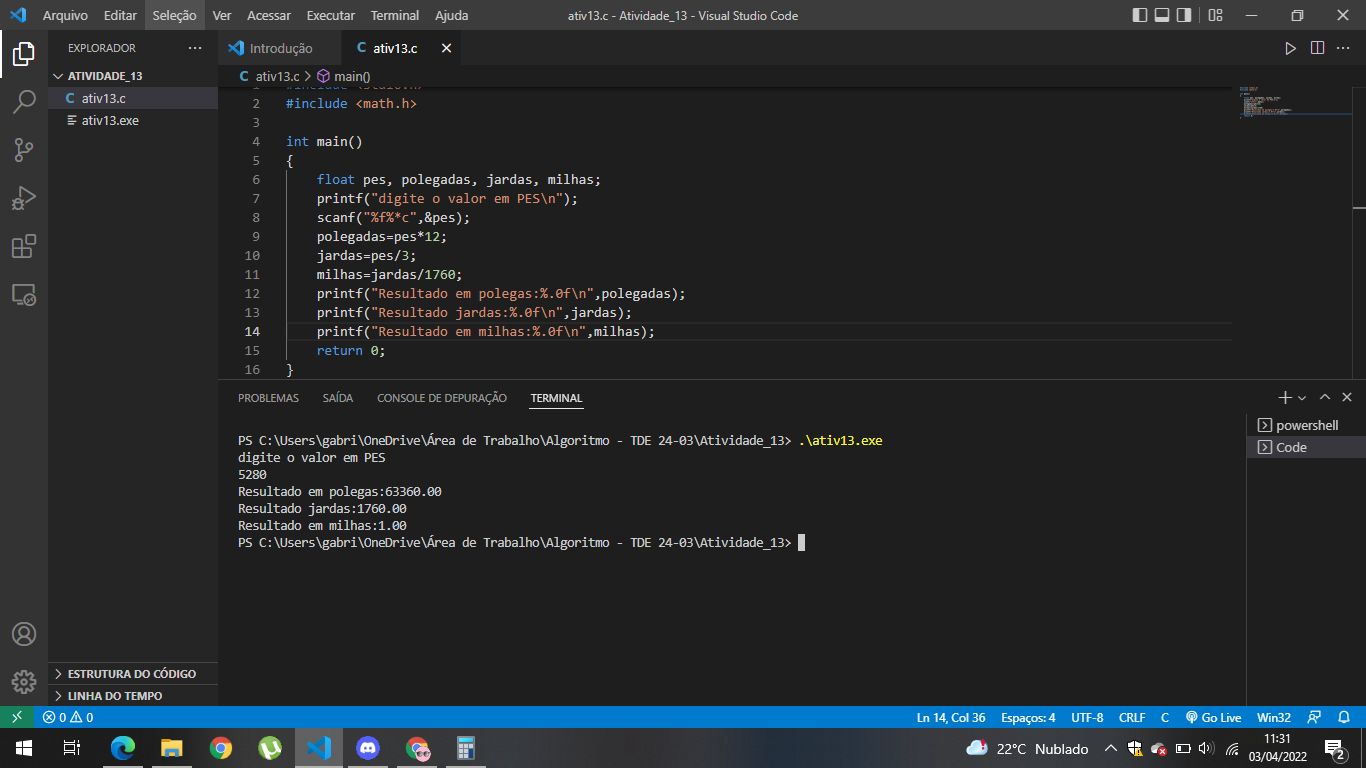 Arquivo Editar Seleção Ver Acessar Executar Terminal Ajuda
ativ13.c - Atividade_13 - Visual Studio Code
EXPLORADOR
Introdução
ativ13.c
ATIVIDADE_13
C ativ13.c
ativ13.exe
C ativ13.c > main()
1 #include <stdio.h>
2 #include <math.h>
3
4 int main()
5 {
6 float pes, polegadas, jardas, milhas;
7 printf("digite o valor em PES\n");
8 scanf("%f%*c",&pes);
9 polegadas=pes*12;
10 jardas=pes/3;
11 milhas=jardas/1760;
12 printf("Resultado em polegas:%.0f\n",polegadas);
13 printf("Resultado jardas:%.0f\n",jardas);
14 printf("Resultado em milhas:%.0f\n",milhas);
15 return 0;
16 }
PROBLEMAS SAÍDA CONSOLE DE DEPURAÇÃO TERMINAL
PS C:\Users\gabri\OneDrive\Área de Trabalho\Algoritmo - TDE 24-03\Atividade_13> .\ativ13.exe
digite o valor em PES
5280
Resultado em polegas:63360.00
Resultado jardas:1760.00
Resultado em milhas:1.00
PS C:\Users\gabri\OneDrive\Área de Trabalho\Algoritmo - TDE 24-03\Atividade_13>
powershell
Code
ESTRUTURA DO CÓDIGO
LINHA DO TEMPO
0 0
Ln 14, Col 36 Espaços: 4 UTF-8 CRLF C Go Live Win32
22°C Nublado
11:31
03/04/2022
2